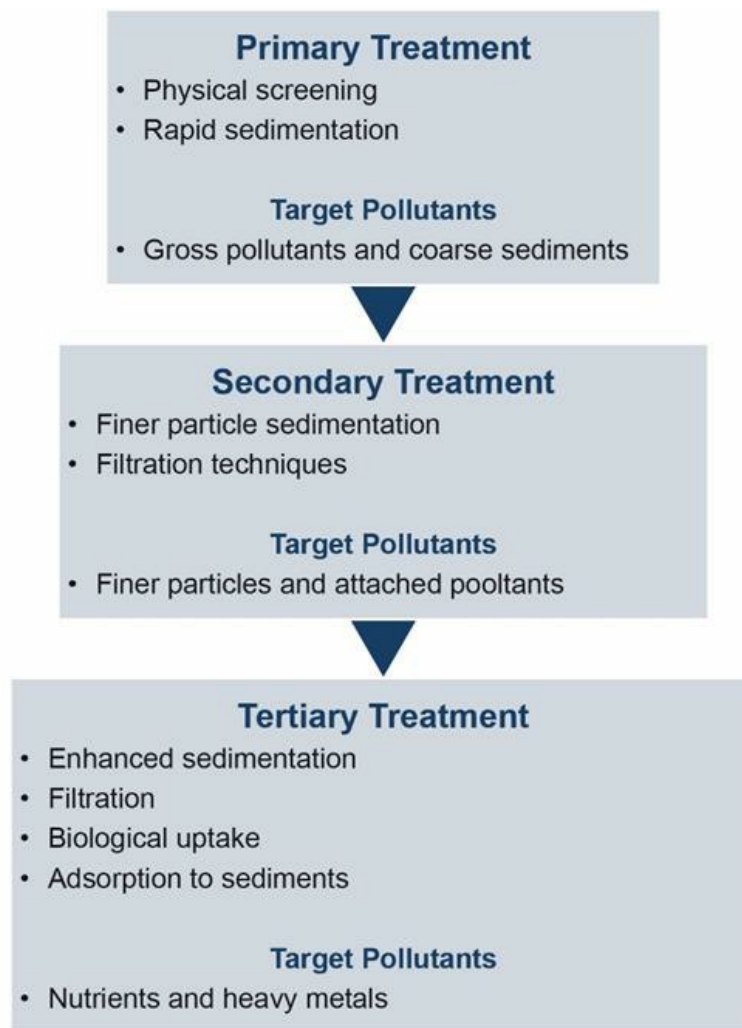 Primary Treatment
• Physical screening
• Rapid sedimentation
Target Pollutants
• Gross pollutants and coarse sediments
Secondary Treatment
• Finer particle sedimentation
• Filtration techniques
Target Pollutants
• Finer particles and attached pooltants
Tertiary Treatment
• Enhanced sedimentation
• Filtration
• Biological uptake
• Adsorption to sediments
Target Pollutants
• Nutrients and heavy metals